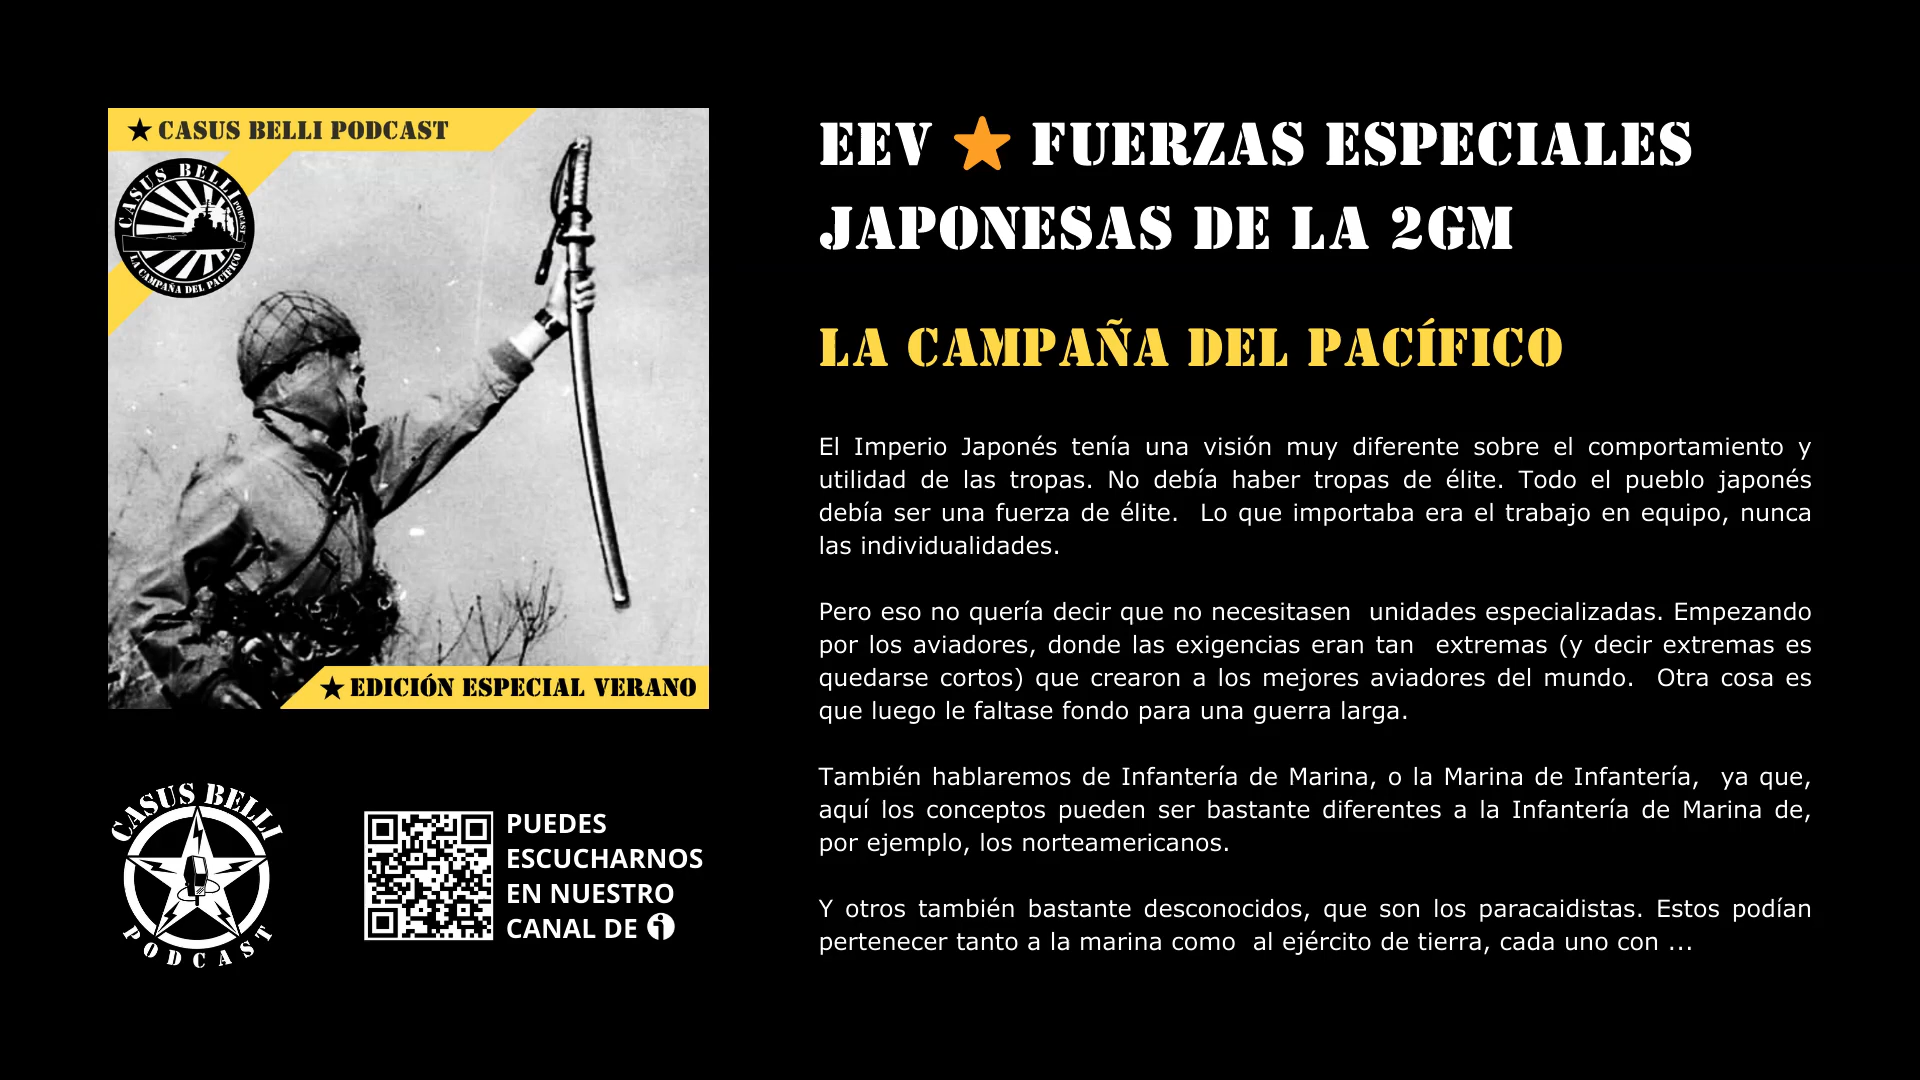 ★ CASUS BELLI PODCAST
CASUS BELLI PODCAST
LA CAMPAÑA DEL PACÍFICO
★ EDICIÓN ESPECIAL VERANO
CASUS BELLI
PODCAST
PUEDES
ESCUCHARNOS
EN NUESTRO
CANAL DE
EEV ⭐ FUERZAS ESPECIALES
JAPONESAS DE LA 2GM
LA CAMPAÑA DEL PACÍFICO
El Imperio Japonés tenía una visión muy diferente sobre el comportamiento y
utilidad de las tropas. No debía haber tropas de élite. Todo el pueblo japonés
debía ser una fuerza de élite. Lo que importaba era el trabajo en equipo, nunca
las individualidades.
Pero eso no quería decir que no necesitasen unidades especializadas. Empezando
por los aviadores, donde las exigencias eran tan extremas (y decir extremas es
quedarse cortos) que crearon a los mejores aviadores del mundo. Otra cosa es
que luego le faltase fondo para una guerra larga.
También hablaremos de Infantería de Marina, o la Marina de Infantería, ya que,
aquí los conceptos pueden ser bastante diferentes a la Infantería de Marina de,
por ejemplo, los norteamericanos.
Y otros también bastante desconocidos, que son los paracaidistas. Estos podían
pertenecer tanto a la marina como al ejército de tierra, cada uno con ...